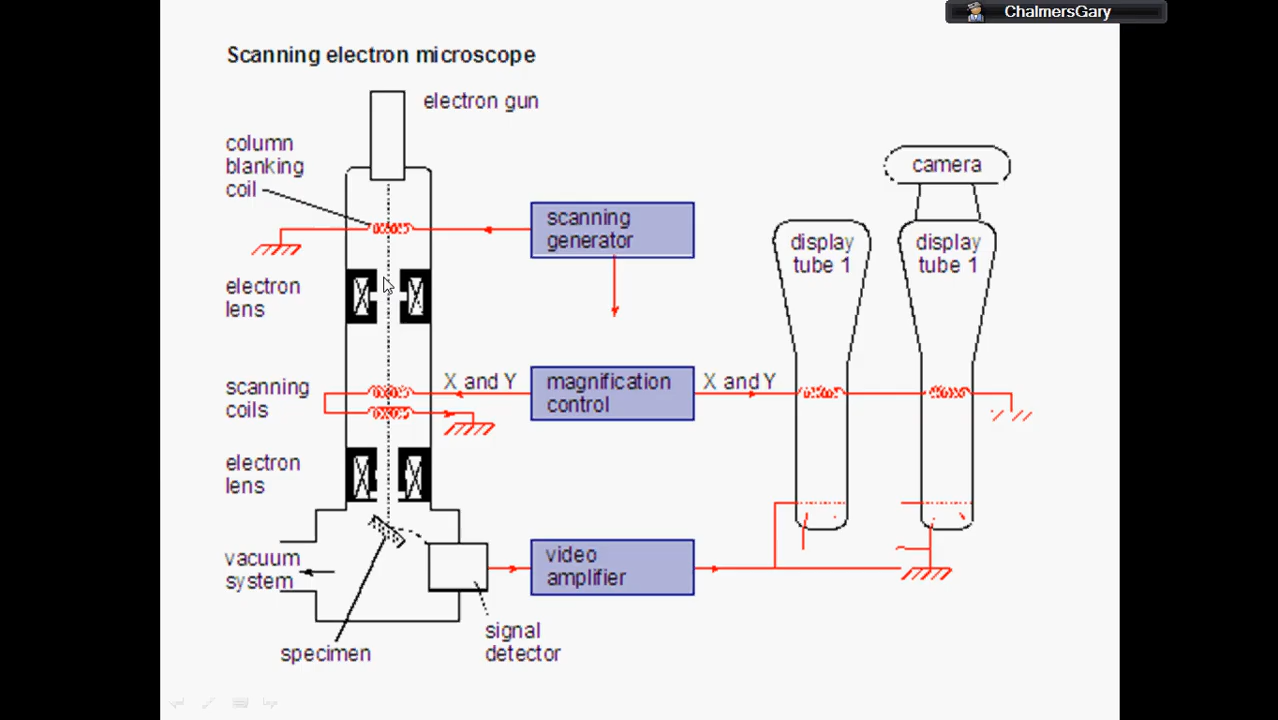 ChalmersGary
Scanning electron microscope
electron gun
column
blanking
coil
scanning
generator
camera
display
tube 1
display
tube 1
electron
lens
scanning
coils
X and Y
magnification
control
X and Y
electron
lens
vacuum
system
video
amplifier
signal
detector
specimen